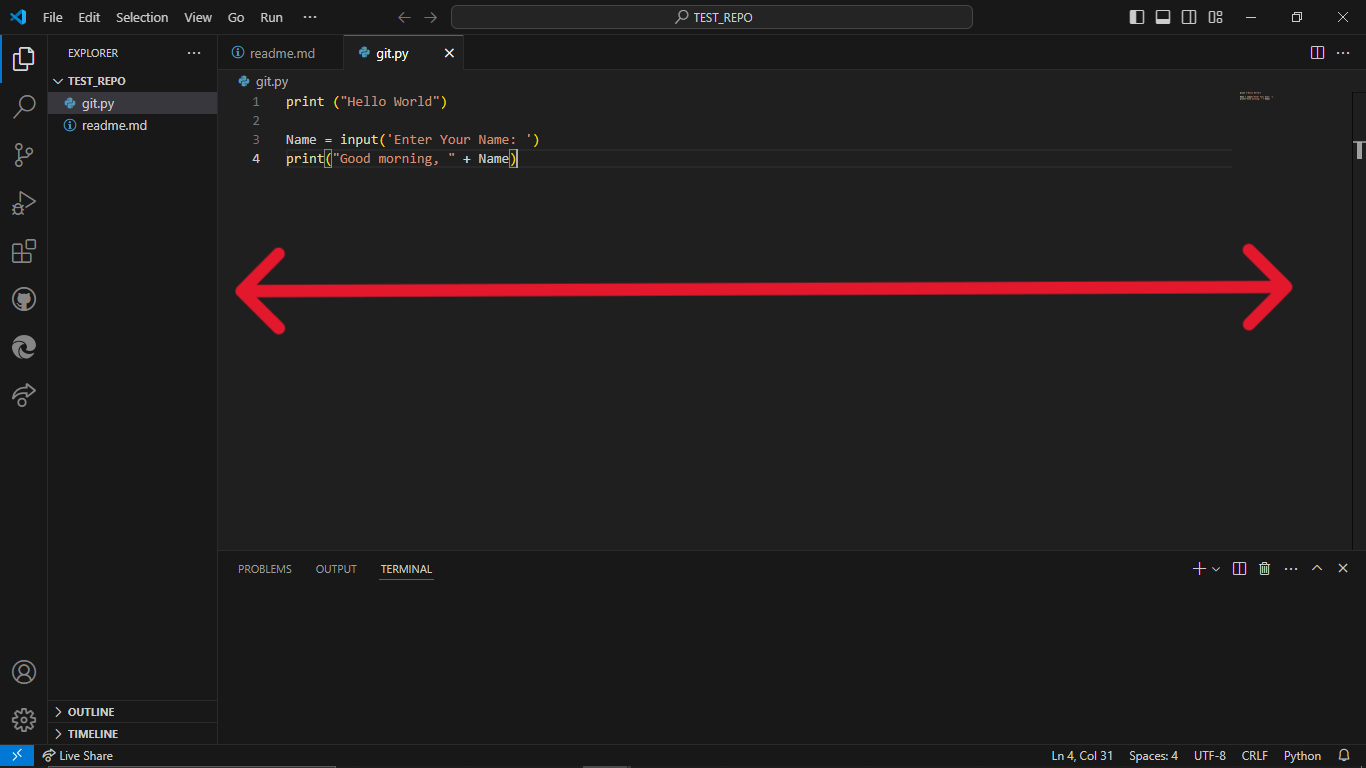 File Edit Selection View Go Run ··· TEST_REPO
EXPLORER ···
readme.md git.py
TEST_REPO
git.py
readme.md
git.py
1 print ("Hello World")
2
3 Name = input('Enter Your Name: ')
4 print("Good morning, " + Name)
PROBLEMS OUTPUT TERMINAL
OUTLINE
TIMELINE
Live Share Ln 4, Col 31 Spaces: 4 UTF-8 CRLF Python